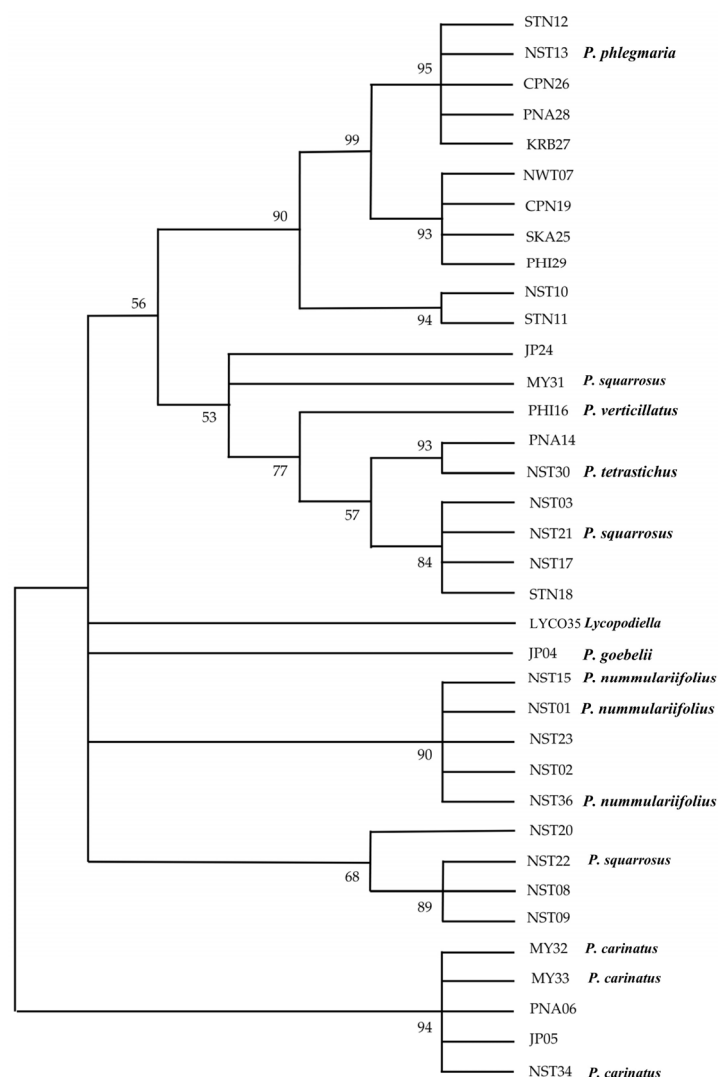 STN12
95
NST13 P. phlegmaria
CPN26
PNA28
KRB27
99
NWT07
CPN19
93
SKA25
PHI29
90
NST10
94
STN11
56
JP24
MY31 P. squarrosus
53
PHI16 P. verticillatus
77
PNA14
93
NST30 P. tetrastichus
57
NST03
NST21 P. squarrosus
84
NST17
STN18
LYCO35 Lycopodiella
JP04 P. goebelii
NST15 P. nummulariifolius
NST01 P. nummulariifolius
NST23
90
NST02
NST36 P. nummulariifolius
NST20
68
NST22 P. squarrosus
NST08
89
NST09
MY32 P. carinatus
MY33 P. carinatus
PNA06
94
JP05
NST34 P. carinatus